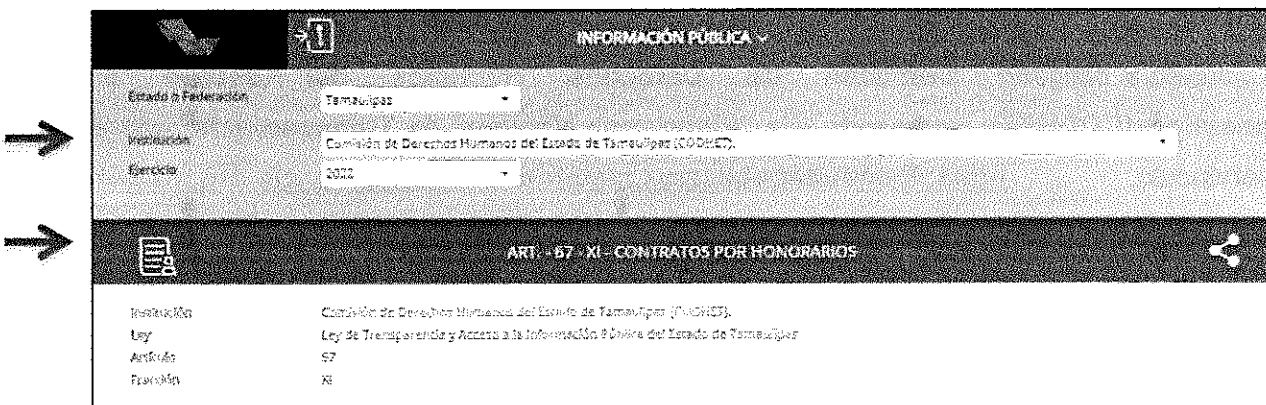 INFORMACIÓN PÚBLICA
Estado o Federación Tamaulipas
Institución Comisión de Derechos Humanos del Estado de Tamaulipas (CODHET).
Ejercicio 2022
ART. - 67 - XI - CONTRATOS POR HONORARIOS
Institución Comisión de Derechos Humanos del Estado de Tamaulipas (CODHET).
Ley Ley de Transparencia y Acceso a la Información Pública del Estado de Tamaulipas
Artículo 67
Fracción XI